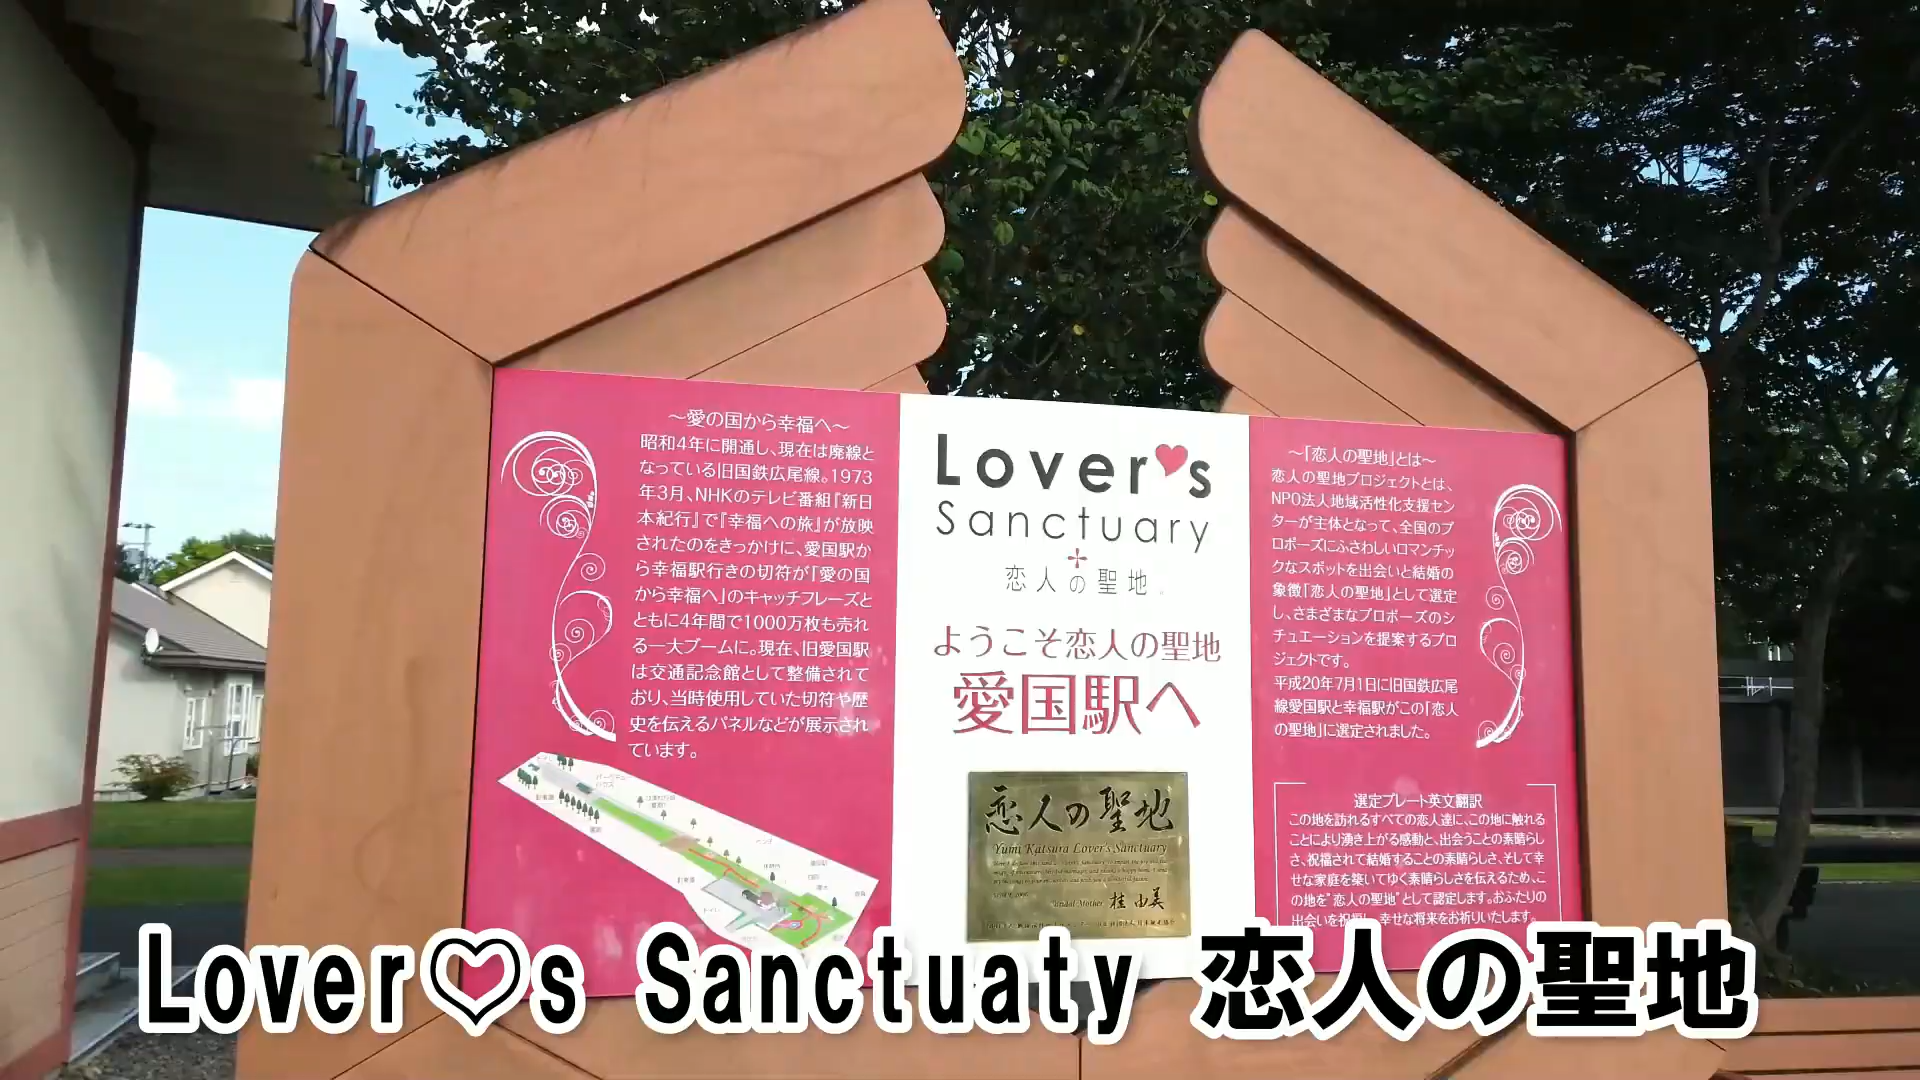 ～愛の国から幸福へ～
昭和4年に開通し、現在は廃線と
なっている旧国鉄広尾線。1973
年3月、NHKのテレビ番組『新日
本紀行』で『幸福への旅』が放映
されたのをきっかけに、愛国駅か
ら幸福駅行きの切符が「愛の国
から幸福へ」のキャッチフレーズと
ともに4年間で1000万枚も売れ
る一大ブームに。現在、旧愛国駅
は交通記念館として整備されて
おり、当時使用していた切符や歴
史を伝えるパネルなどが展示され
ています。
Lover♥s
Sanctuary
恋人の聖地
ようこそ恋人の聖地
愛国駅へ
恋人の聖地
Yumi Katsura Lover's Sanctuary
Bridal Mother 桂 由美
～「恋人の聖地」とは～
恋人の聖地プロジェクトとは、
NPO法人地域活性化支援セン
ターが主体となって、全国のプ
ロポーズにふさわしいロマンチッ
クなスポットを出会いと結婚の
象徴「恋人の聖地」として選定
し、さまざまなプロポーズのシ
チュエーションを提案するプロ
ジェクトです。
平成20年7月1日に旧国鉄広尾
線愛国駅と幸福駅がこの「恋人
の聖地」に選定されました。
選定プレート英文翻訳
この地を訪れるすべての恋人達に、この地に触れる
ことにより湧き上がる感動と、出会うことの素晴らし
さ、祝福されて結婚することの素晴らしさ、そして幸
せな家庭を築いてゆく素晴らしさを伝えるため、こ
の地を"恋人の聖地"として認定します。おふたりの
出会いを祝福し、幸せな将来をお祈りいたします。
Lover♡s Sanctuaty 恋人の聖地